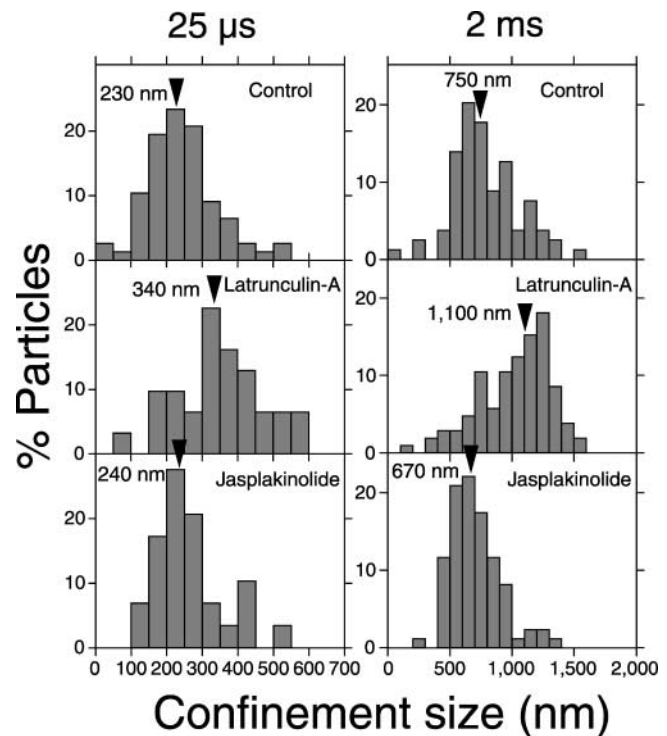 25 µs
2 ms
230 nm
Control
20
10
0
750 nm
Control
20
10
0
340 nm
Latrunculin-A
20
10
0
1,100 nm
Latrunculin-A
20
10
0
240 nm
Jasplakinolide
20
10
0
670 nm
Jasplakinolide
20
10
0
% Particles
0 100 200 300 400 500 600 700
0 500 1,000 1,500 2,000
Confinement size (nm)